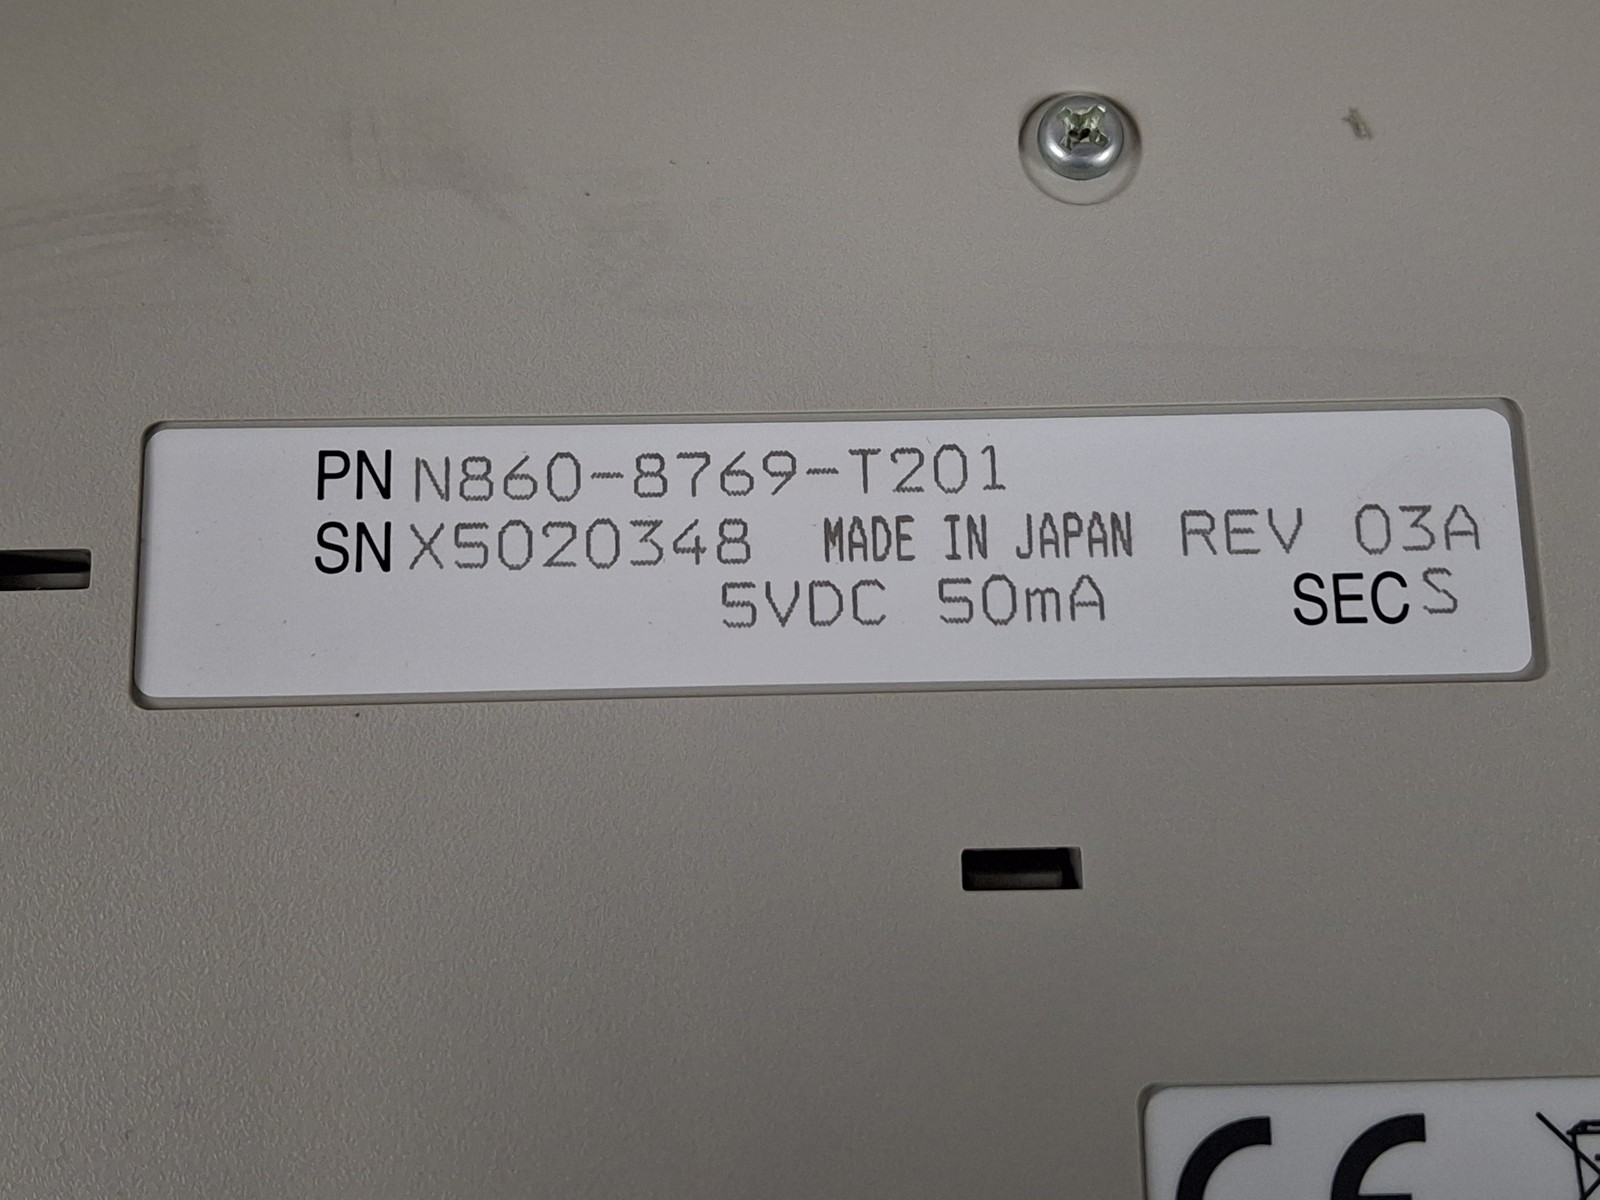 PN N860-8769-T201
SN X5020348 MADE IN JAPAN REV 03A
5VDC 50mA SEC S
CE